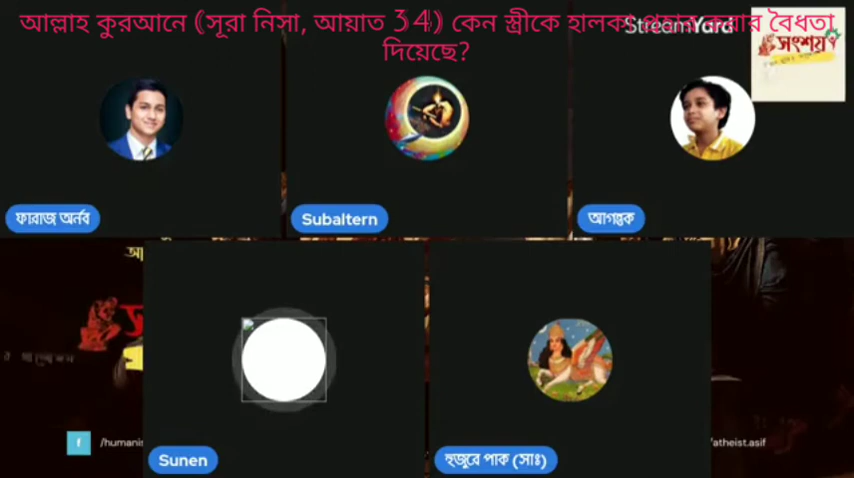 আল্লাহ কুরআনে (সূরা নিসা, আয়াত 34) কেন স্ত্রীকে হালকা প্রহার করার বৈধতা
দিয়েছে?
StreamYard
সংশয়
ফারাজ অর্নব
Subaltern
আগন্তুক
Sunen
হুজুরে পাক (সাঃ)
/humanis
/atheist.asif